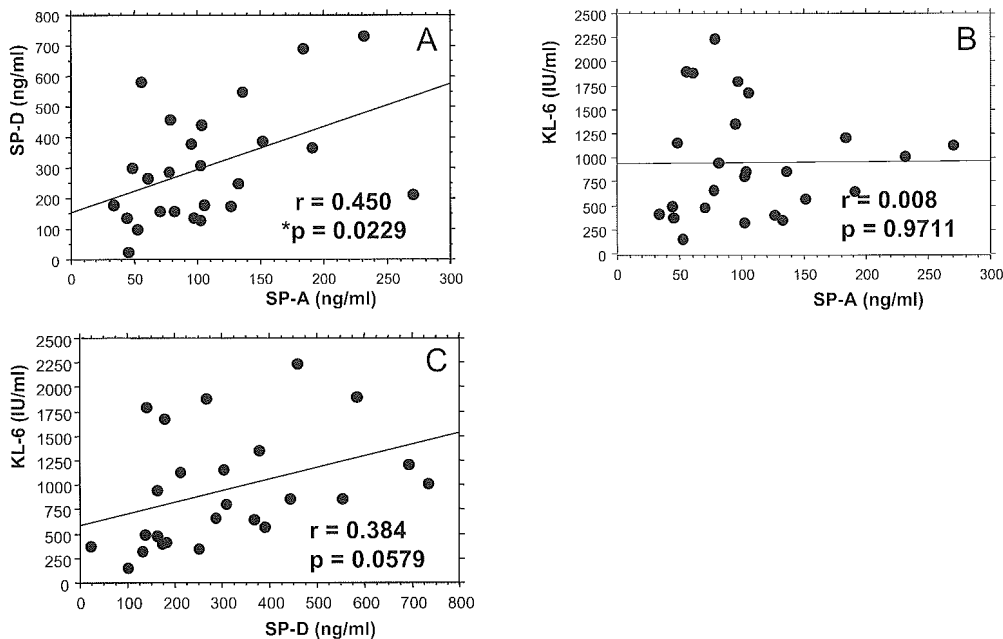 A
SP-D (ng/ml)
800
700
600
500
400
300
200
100
0
r = 0.450
*p = 0.0229
0 50 100 150 200 250 300
SP-A (ng/ml)
B
KL-6 (IU/ml)
2500
2250
2000
1750
1500
1250
1000
750
500
250
0
r = 0.008
p = 0.9711
0 50 100 150 200 250 300
SP-A (ng/ml)
C
KL-6 (IU/ml)
2500
2250
2000
1750
1500
1250
1000
750
500
250
0
r = 0.384
p = 0.0579
0 100 200 300 400 500 600 700 800
SP-D (ng/ml)